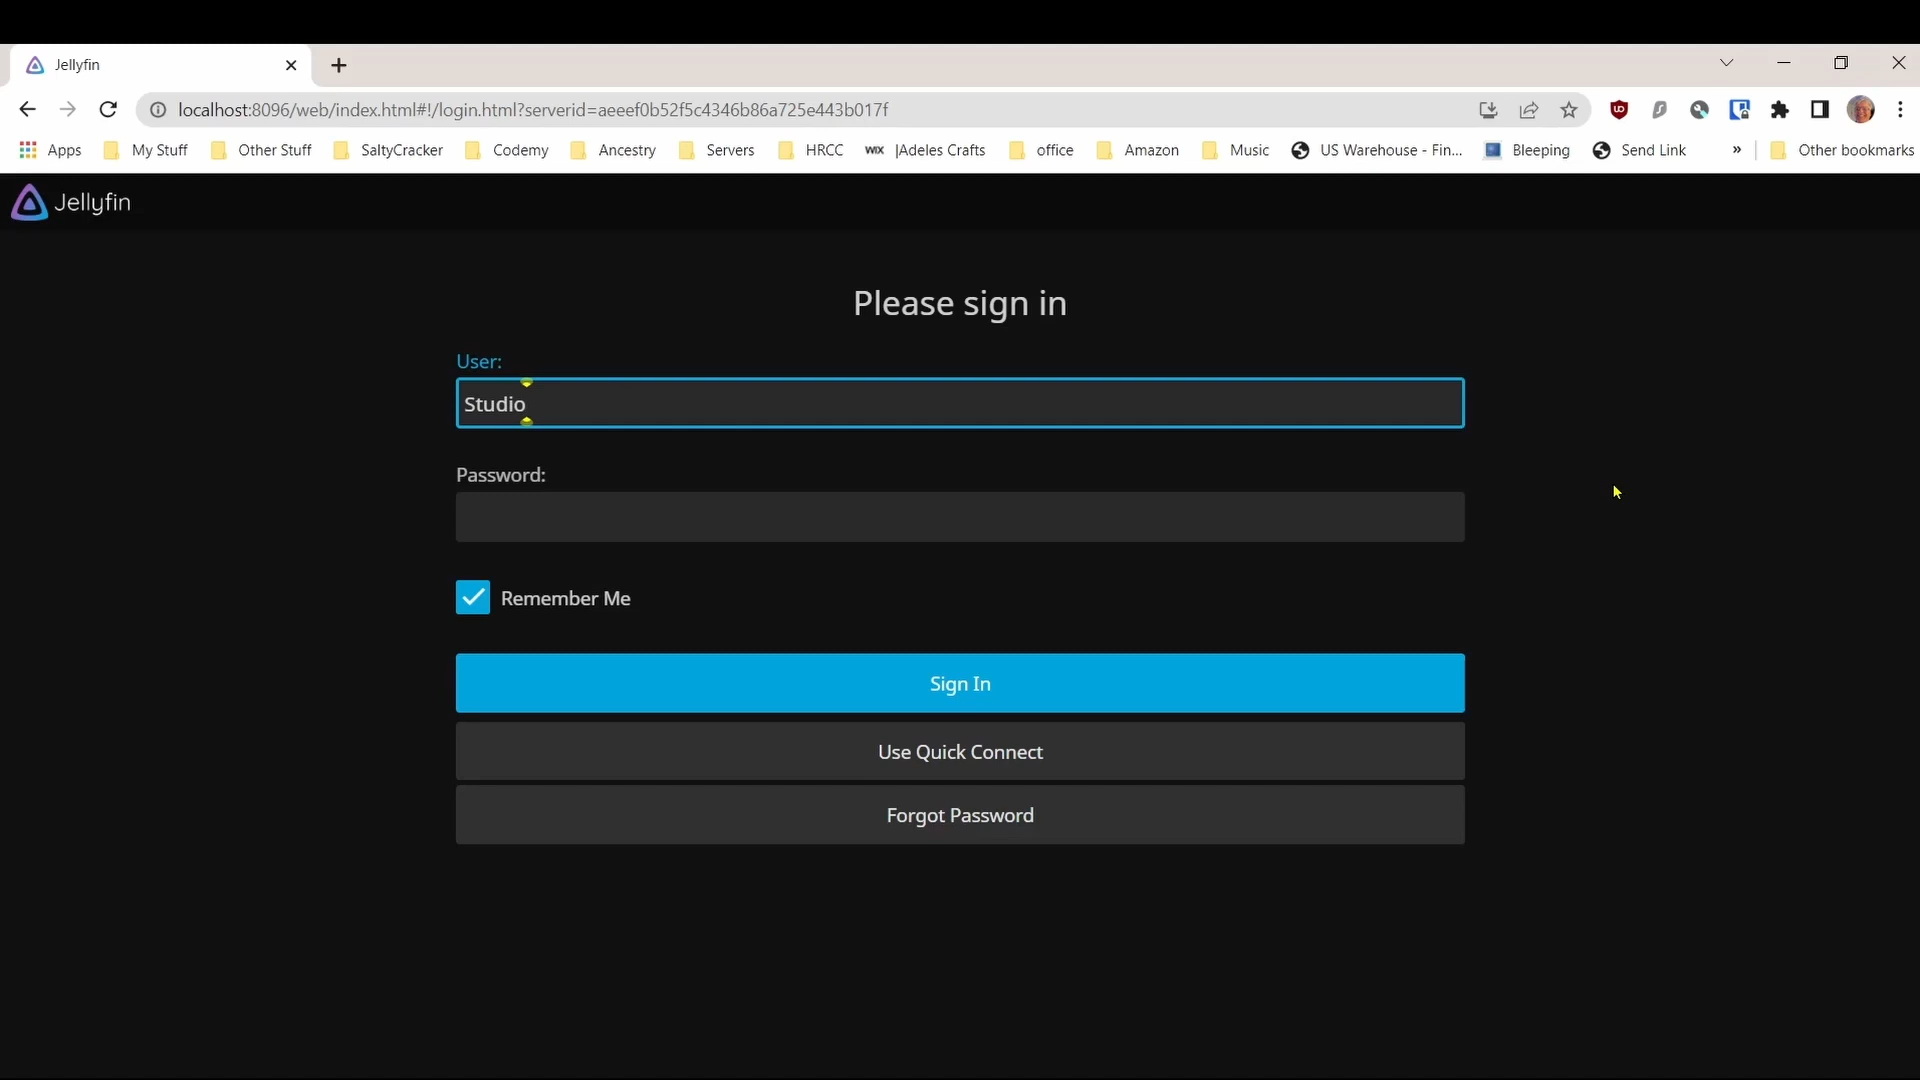 Jellyfin
localhost:8096/web/index.html#!/login.html?serverid=aeeef0b52f5c4346b86a725e443b017f
Apps My Stuff Other Stuff SaltyCracker Codemy Ancestry Servers HRCC WIX |Adeles Crafts office Amazon Music US Warehouse - Fin... Bleeping Send Link » Other bookmarks
Jellyfin
Please sign in
User:
Studio
Password:
Remember Me
Sign In
Use Quick Connect
Forgot Password